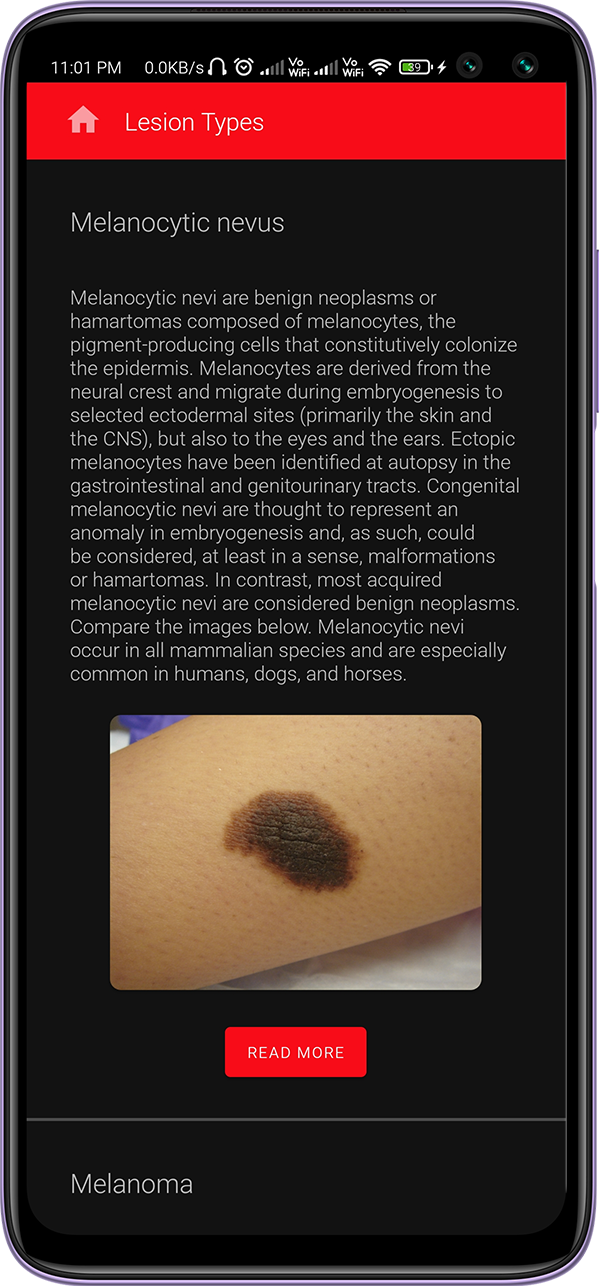 11:01 PM 0.0KB/s Vo WiFi Vo WiFi 39
Lesion Types
Melanocytic nevus
Melanocytic nevi are benign neoplasms or
hamartomas composed of melanocytes, the
pigment-producing cells that constitutively colonize
the epidermis. Melanocytes are derived from the
neural crest and migrate during embryogenesis to
selected ectodermal sites (primarily the skin and
the CNS), but also to the eyes and the ears. Ectopic
melanocytes have been identified at autopsy in the
gastrointestinal and genitourinary tracts. Congenital
melanocytic nevi are thought to represent an
anomaly in embryogenesis and, as such, could
be considered, at least in a sense, malformations
or hamartomas. In contrast, most acquired
melanocytic nevi are considered benign neoplasms.
Compare the images below. Melanocytic nevi
occur in all mammalian species and are especially
common in humans, dogs, and horses.
READ MORE
Melanoma